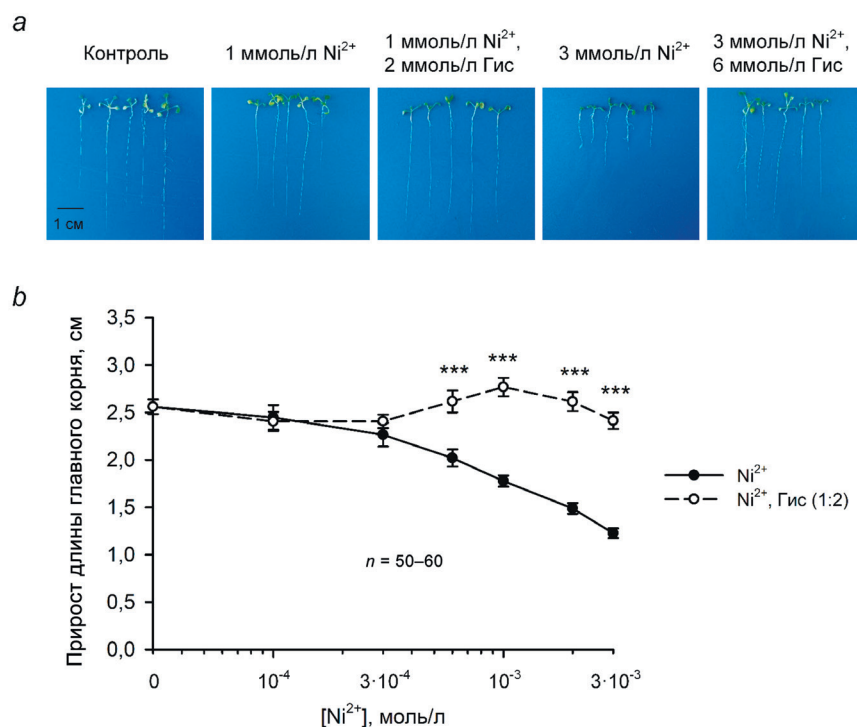 a
Контроль
1 ммоль/л Ni²⁺
1 ммоль/л Ni²⁺,
2 ммоль/л Гис
3 ммоль/л Ni²⁺
3 ммоль/л Ni²⁺,
6 ммоль/л Гис
1 см
b
Прирост длины главного корня, см
3,5
3,0
2,5
2,0
1,5
1,0
0,5
0,0
***
***
***
***
n = 50–60
Ni²⁺
Ni²⁺, Гис (1:2)
0
10⁻⁴
3·10⁻⁴
10⁻³
3·10⁻³
[Ni²⁺], моль/л